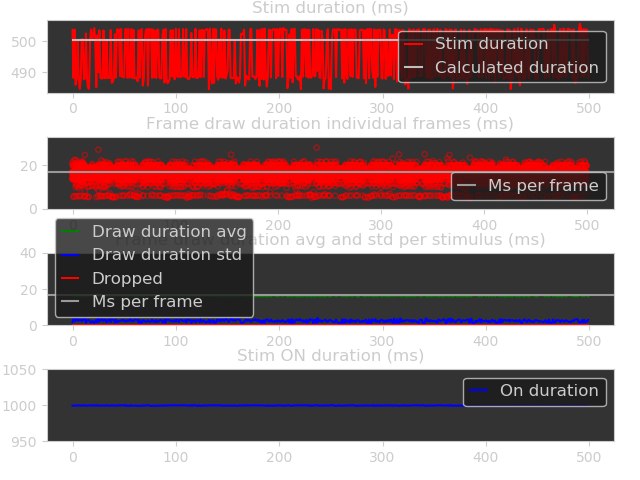 Stim duration (ms)
500
490
Stim duration
Calculated duration
0 100 200 300 400 500
Frame draw duration individual frames (ms)
20
0
Ms per frame
0 100 200 300 400 500
Frame draw duration avg and std per stimulus (ms)
40
20
0
Draw duration avg
Draw duration std
Dropped
Ms per frame
0 100 200 300 400 500
Stim ON duration (ms)
1050
1000
950
On duration
0 100 200 300 400 500